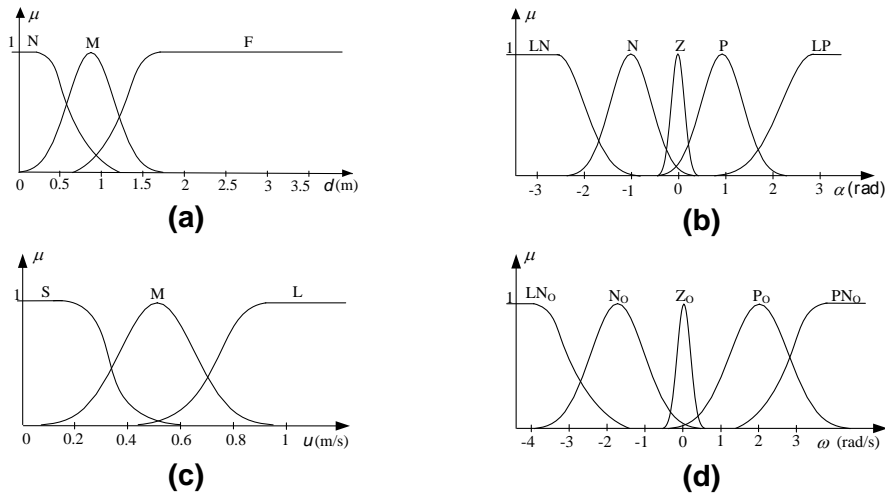 μ
1 N M F
0 0.5 1 1.5 2 2.5 3 3.5 d(m)
(a)
μ
1 LN N Z P LP
-3 -2 -1 0 1 2 3 α (rad)
(b)
μ
1 S M L
0 0.2 0.4 0.6 0.8 1 u(m/s)
(c)
μ
1 LNO NO ZO PO PNO
-4 -3 -2 -1 0 1 2 3 ω (rad/s)
(d)